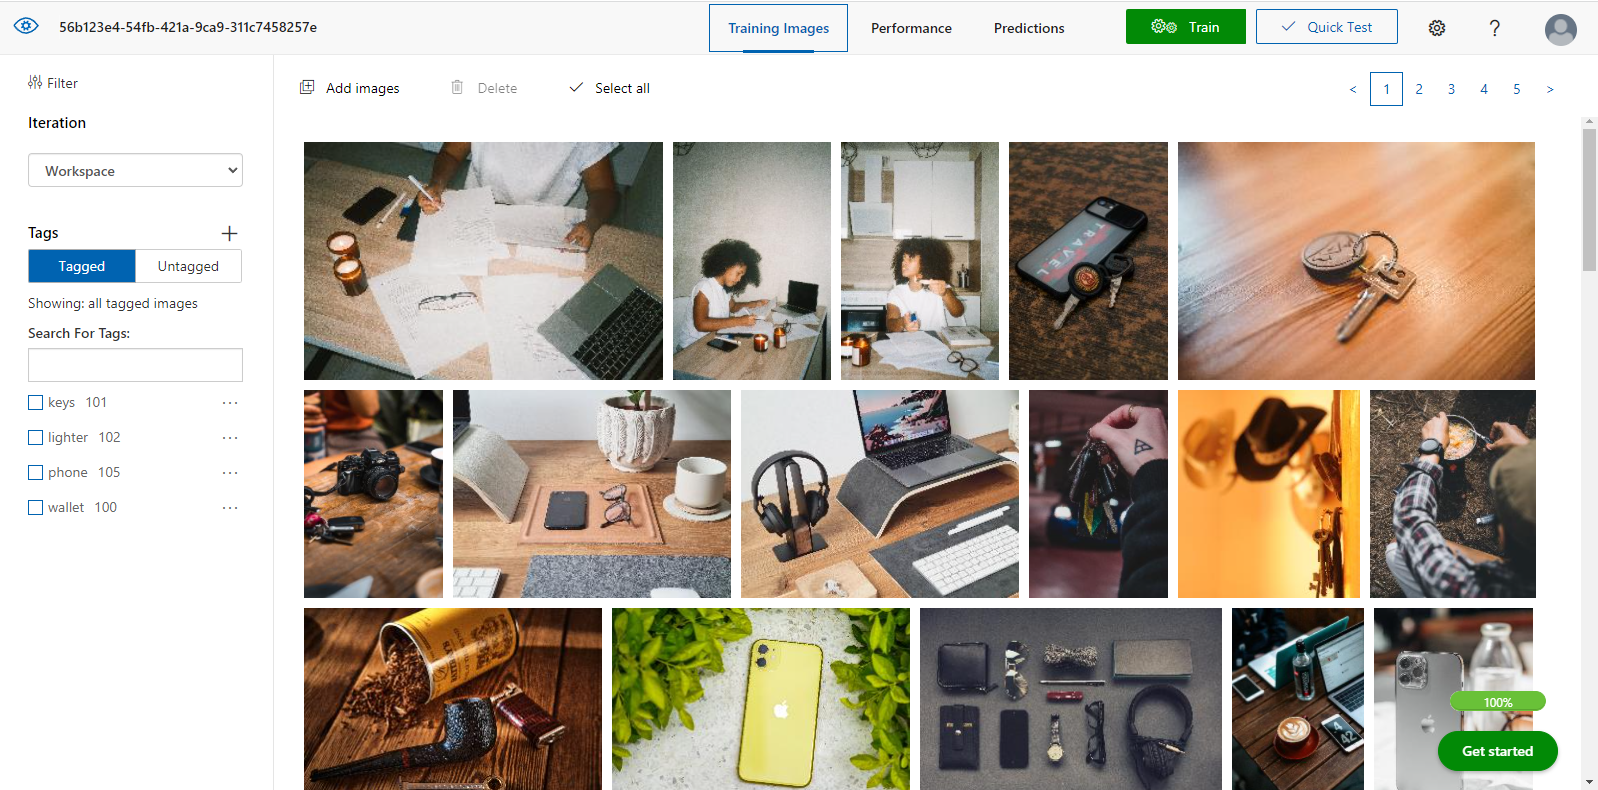 56b123e4-54fb-421a-9ca9-311c7458257e
Training Images
Performance
Predictions
Train
Quick Test
?
Filter
Add images
Delete
Select all
< 1 2 3 4 5 >
Iteration
Workspace
Tags
Tagged
Untagged
Showing: all tagged images
Search For Tags:
keys 101
lighter 102
phone 105
wallet 100
TRAVEL
42
100%
Get started